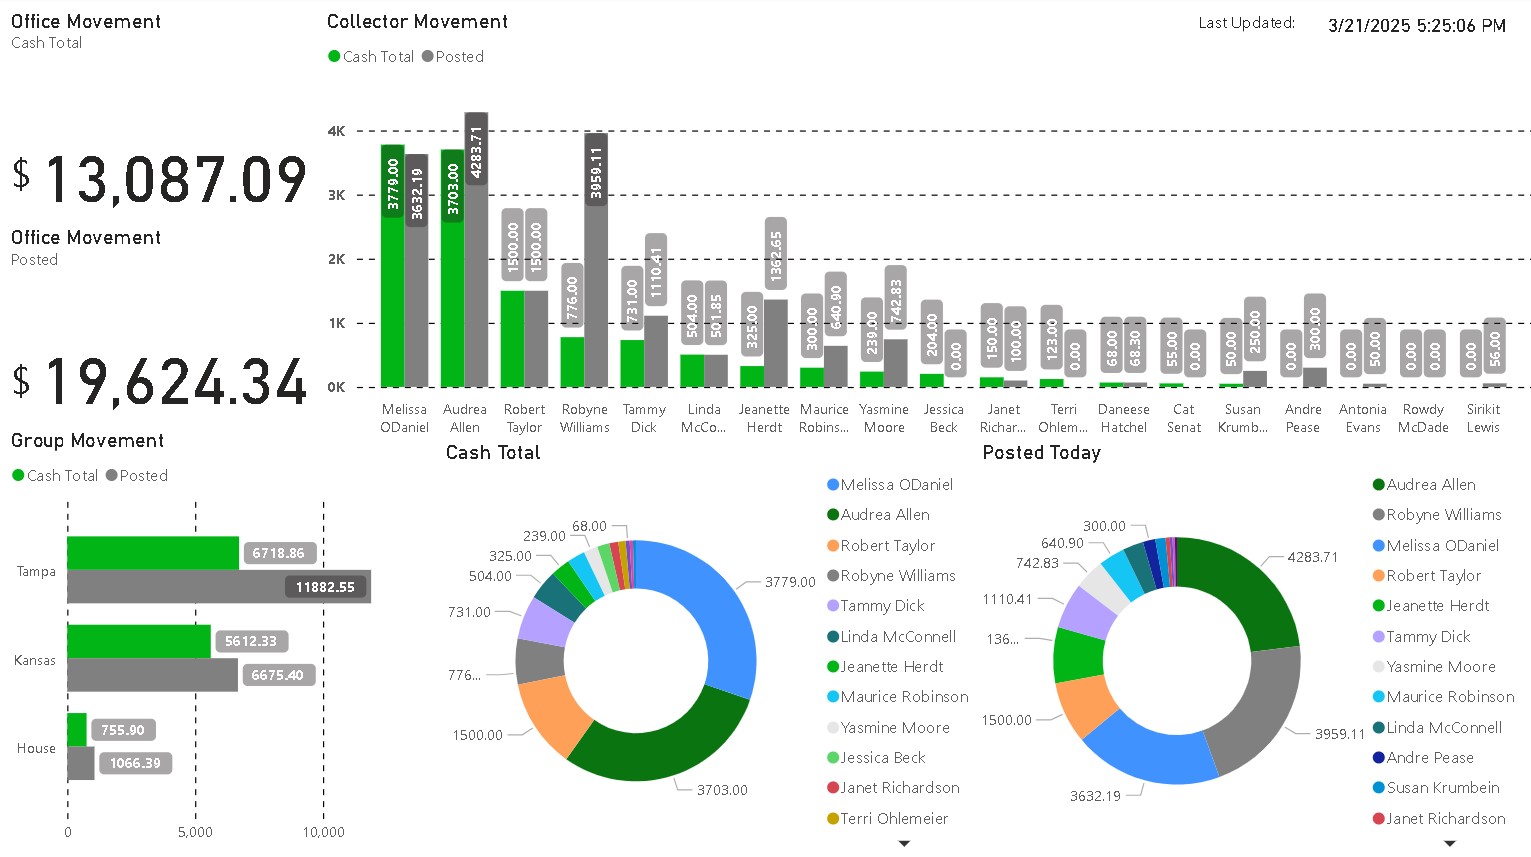 Office Movement
Cash Total
$ 13,087.09
Office Movement
Posted
$ 19,624.34
Collector Movement
Cash Total Posted
Last Updated: 3/21/2025 5:25:06 PM
4K
3K
2K
1K
0K
3779.00 3632.19
3703.00 4283.71
1500.00 1500.00
776.00 3959.11
731.00 1110.41
504.00 501.85
325.00 1362.65
300.00 640.90
239.00 742.83
204.00 0.00
150.00 100.00
123.00 0.00
68.00 68.30
55.00 0.00
50.00 250.00
0.00 300.00
0.00 50.00
0.00 0.00
0.00 56.00
Melissa ODaniel
Audrea Allen
Robert Taylor
Robyne Williams
Tammy Dick
Linda McCo...
Jeanette Herdt
Maurice Robins...
Yasmine Moore
Jessica Beck
Janet Richar...
Terri Ohlem...
Daneese Hatchel
Cat Senat
Susan Krumb...
Andre Pease
Antonia Evans
Rowdy McDade
Sirikit Lewis
Group Movement
Cash Total Posted
Tampa
6718.86
11882.55
Kansas
5612.33
6675.40
House
755.90
1066.39
0 5,000 10,000
Cash Total
68.00
239.00
325.00
504.00
731.00
776...
1500.00
3703.00
3779.00
Melissa ODaniel
Audrea Allen
Robert Taylor
Robyne Williams
Tammy Dick
Linda McConnell
Jeanette Herdt
Maurice Robinson
Yasmine Moore
Jessica Beck
Janet Richardson
Terri Ohlemeier
Posted Today
300.00
640.90
742.83
1110.41
136...
1500.00
3632.19
3959.11
4283.71
Audrea Allen
Robyne Williams
Melissa ODaniel
Robert Taylor
Jeanette Herdt
Tammy Dick
Yasmine Moore
Maurice Robinson
Linda McConnell
Andre Pease
Susan Krumbein
Janet Richardson